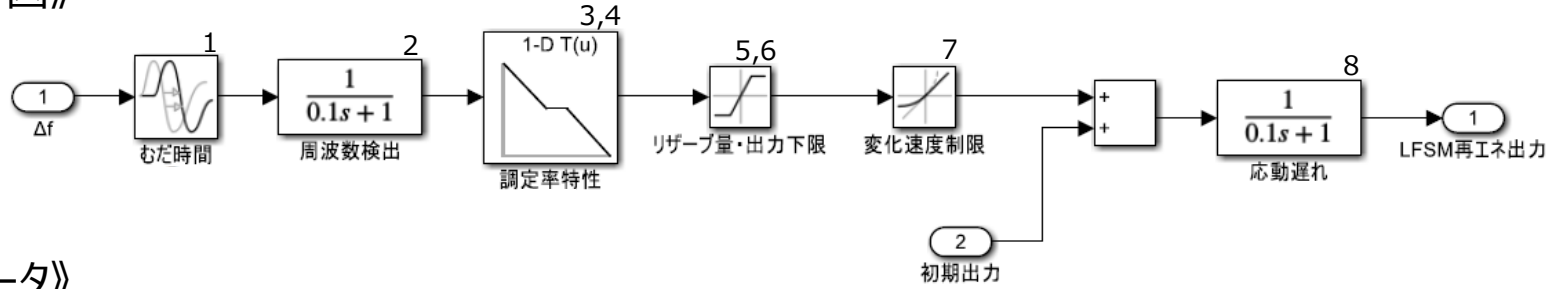 図》
1
Δf
1
むだ時間
2
1
0.1s + 1
周波数検出
3,4
1-D T(u)
調定率特性
5,6
リザーブ量・出力下限
7
変化速度制限
+
+
2
初期出力
8
1
0.1s + 1
応動遅れ
1
LFSM再エネ出力
ータ》